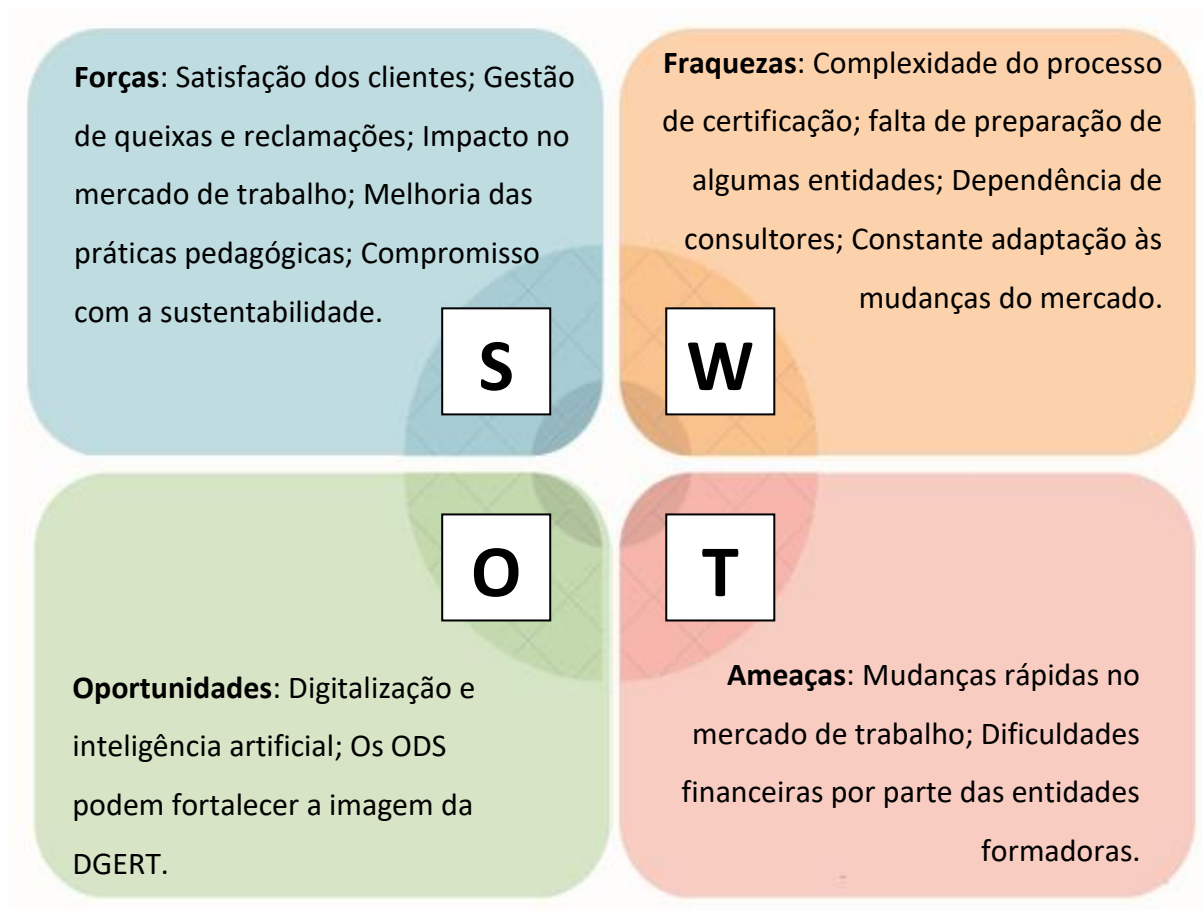 Forças: Satisfação dos clientes; Gestão
de queixas e reclamações; Impacto no
mercado de trabalho; Melhoria das
práticas pedagógicas; Compromisso
com a sustentabilidade.
S
Fraquezas: Complexidade do processo
de certificação; falta de preparação de
algumas entidades; Dependência de
consultores; Constante adaptação às
mudanças do mercado.
W
O
Oportunidades: Digitalização e
inteligência artificial; Os ODS
podem fortalecer a imagem da
DGERT.
T
Ameaças: Mudanças rápidas no
mercado de trabalho; Dificuldades
financeiras por parte das entidades
formadoras.